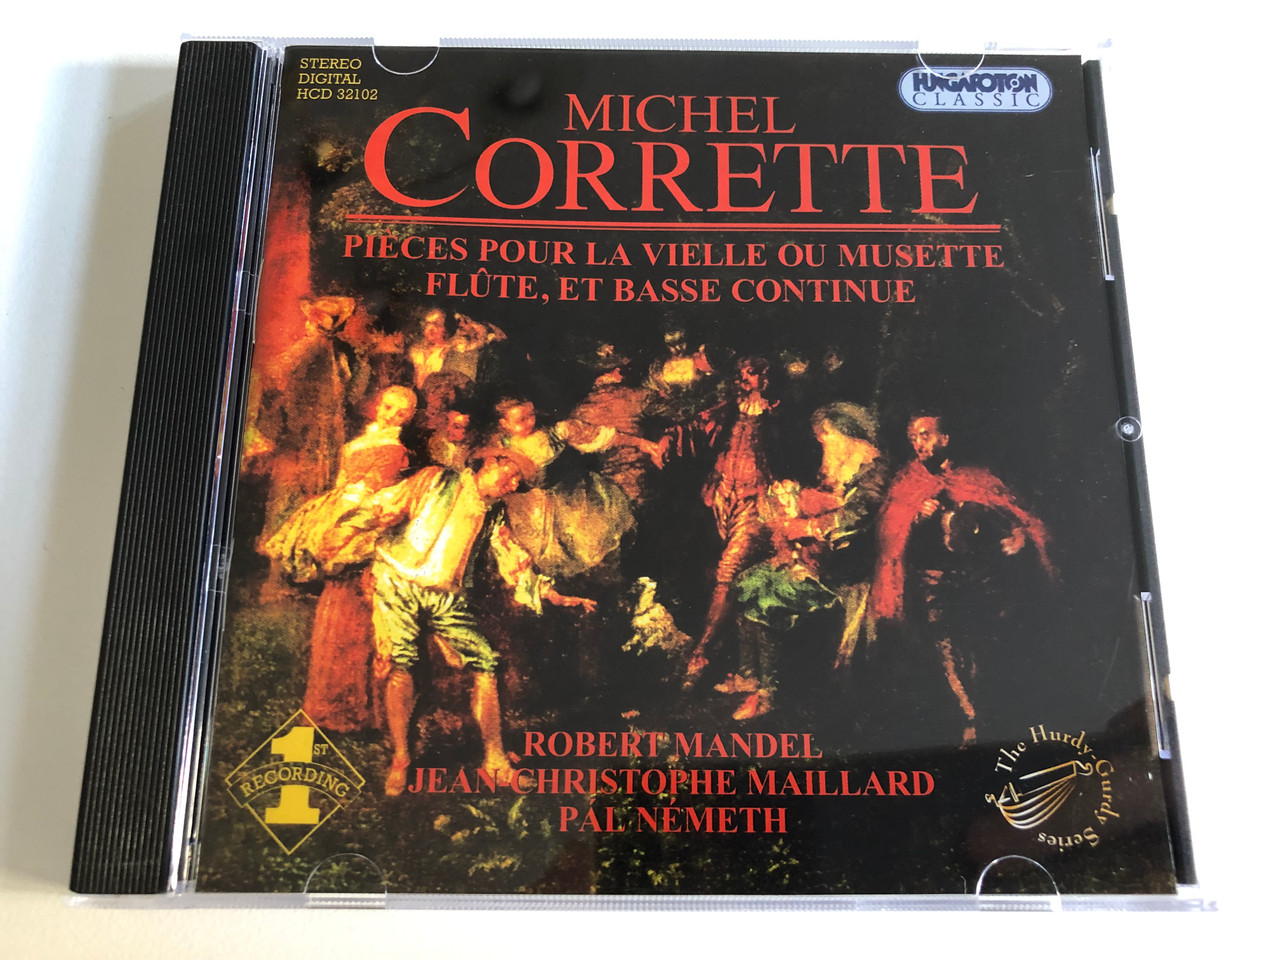 STEREO
DIGITAL
HCD 32102
HUNGAROTON
CLASSIC
MICHEL
CORRETTE
PIÈCES POUR LA VIELLE OU MUSETTE
FLÛTE, ET BASSE CONTINUE
ROBERT MANDEL
JEAN-CHRISTOPHE MAILLARD
PÁL NÉMETH
1ST
RECORDING
The Hurdy Gurdy Series